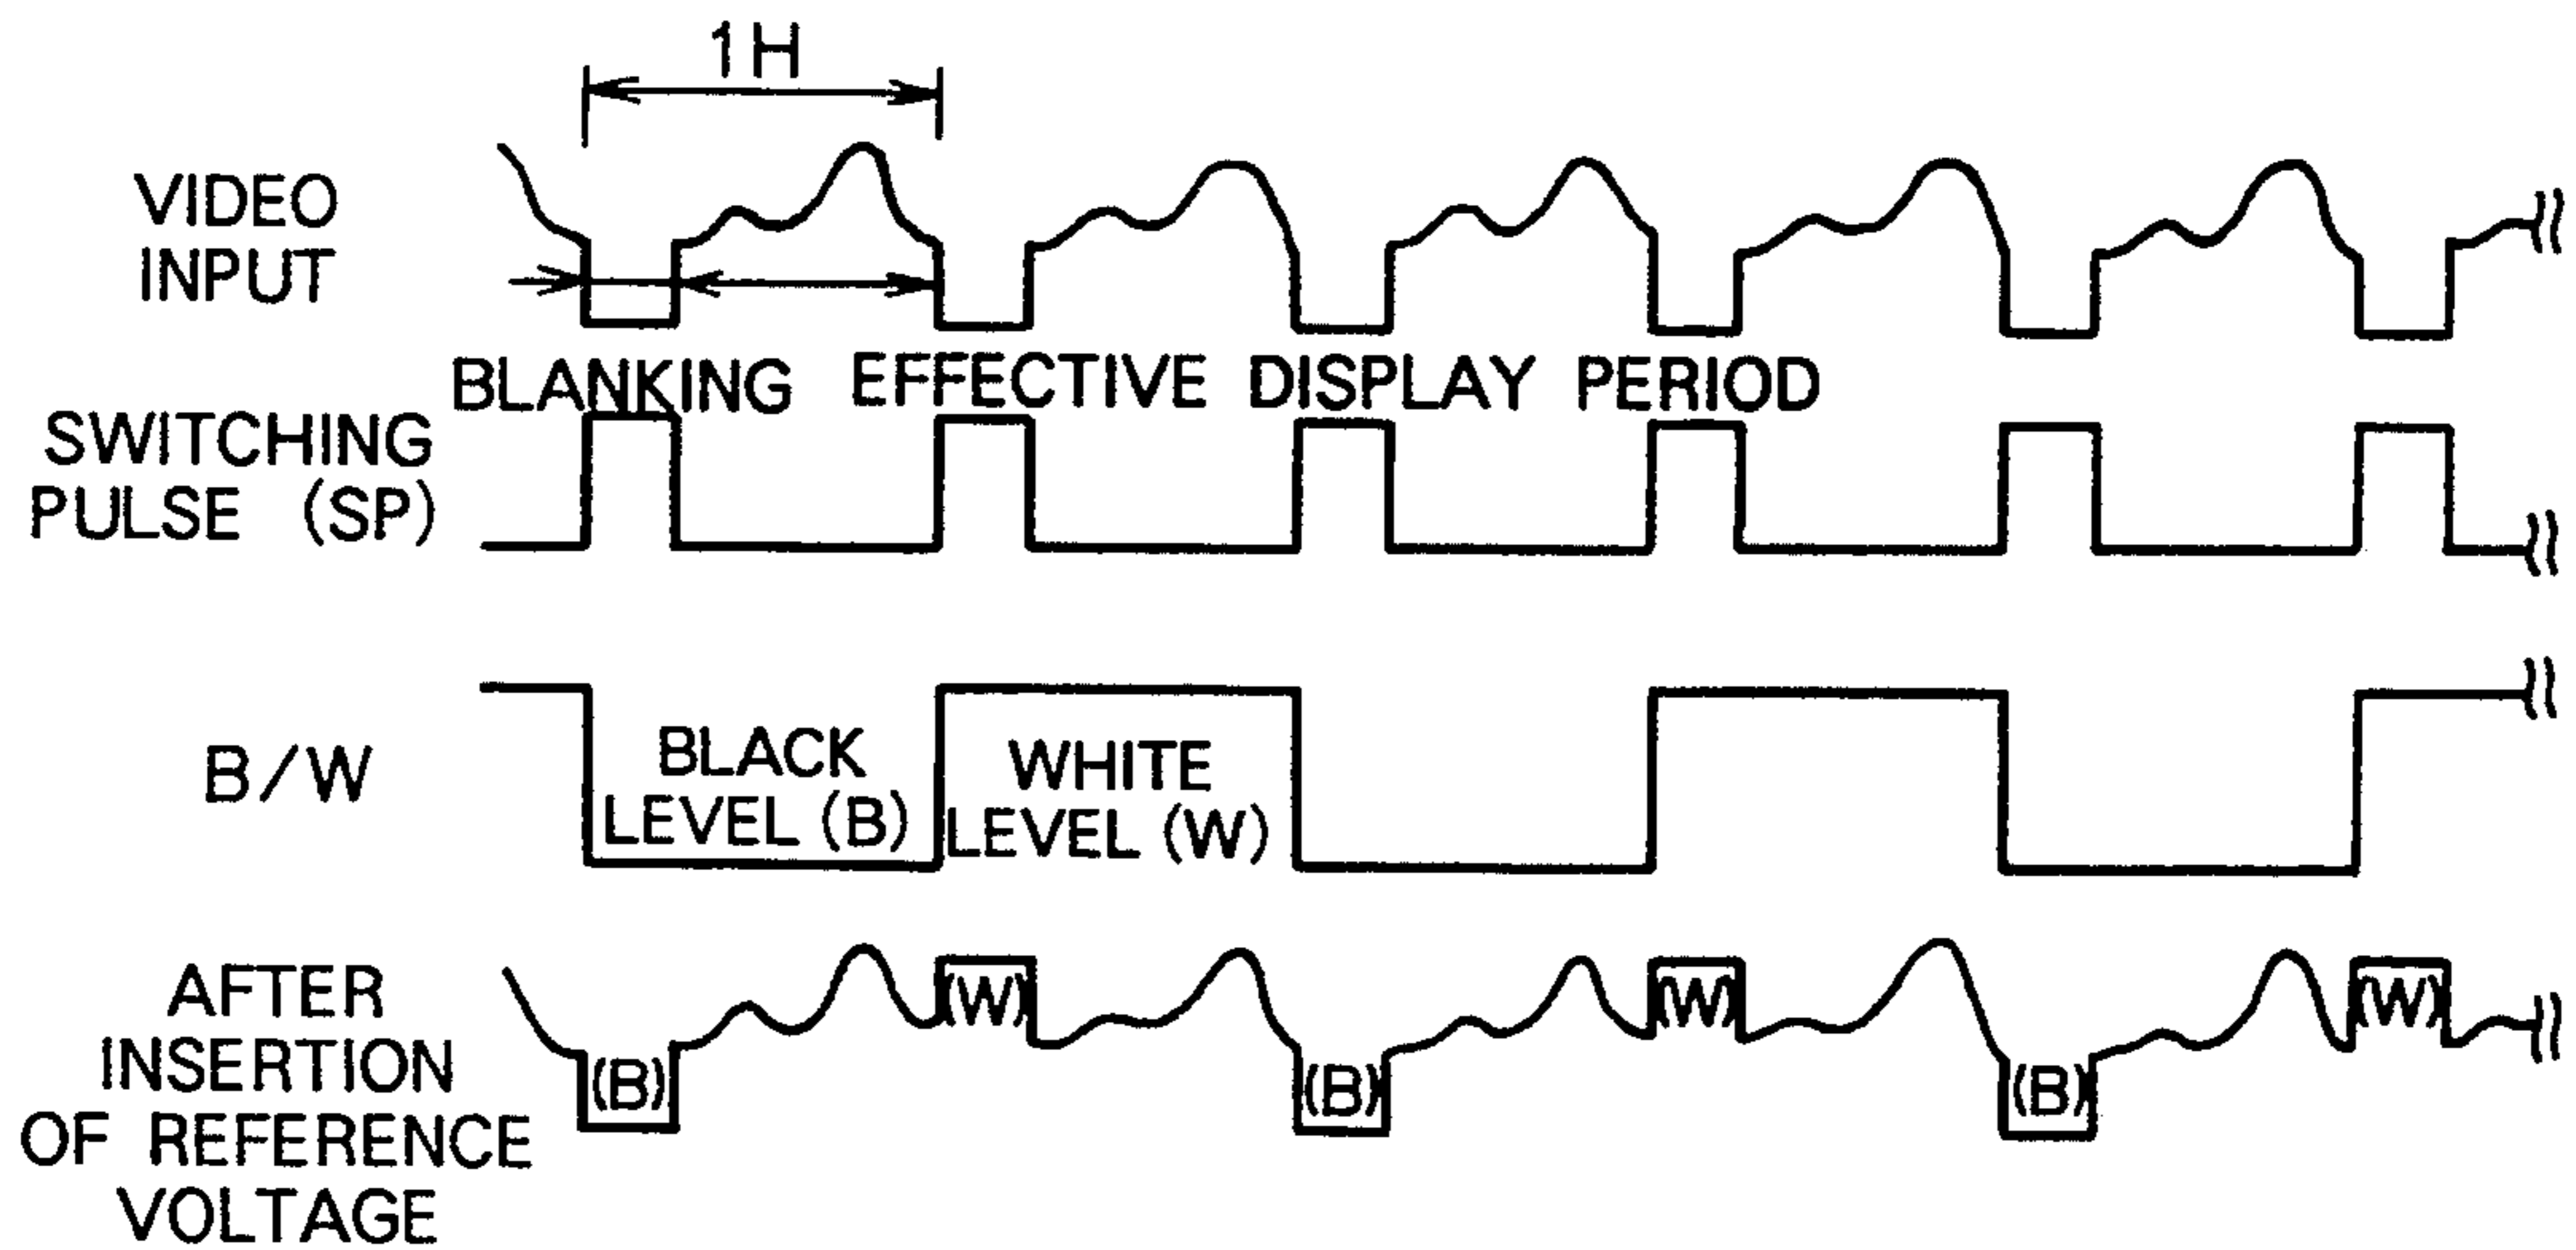 1H
VIDEO
INPUT
BLANKING EFFECTIVE DISPLAY PERIOD
SWITCHING
PULSE (SP)
B/W
BLACK
LEVEL (B)
WHITE
LEVEL (W)
AFTER
INSERTION
OF REFERENCE
VOLTAGE
(B) (W) (B) (W) (B) (W)